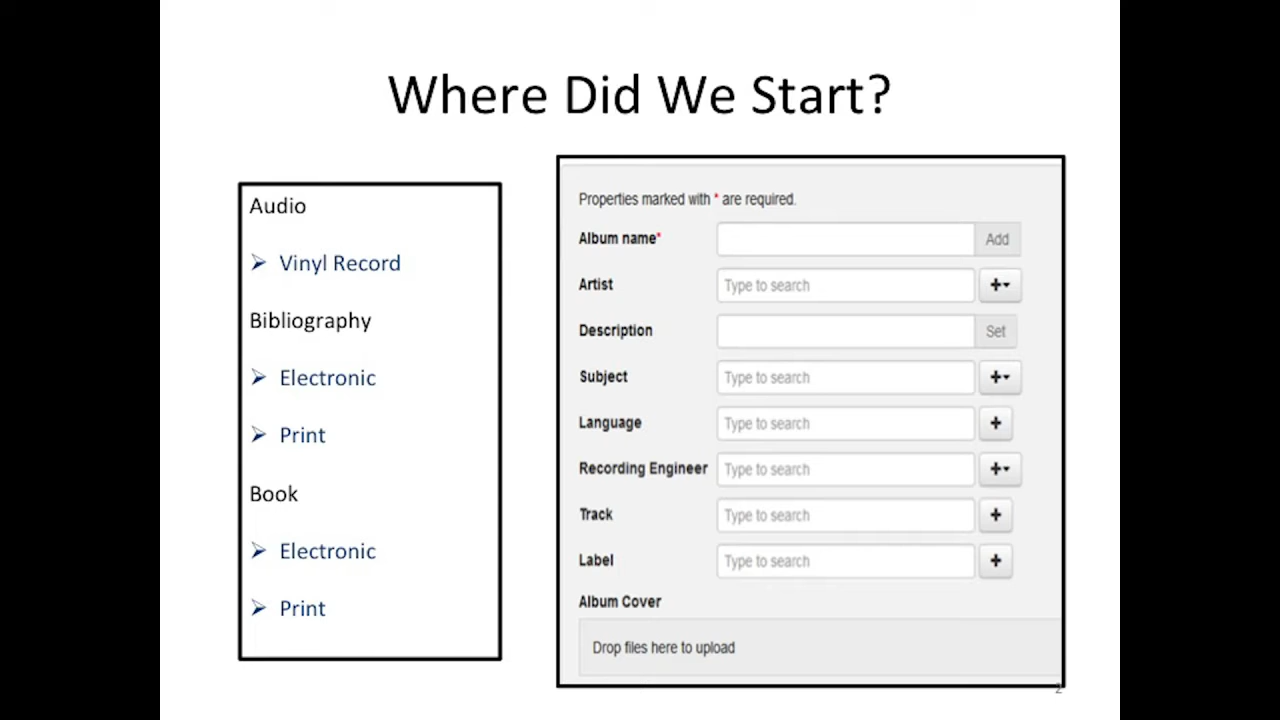 Where Did We Start?
Audio
➢ Vinyl Record
Bibliography
➢ Electronic
➢ Print
Book
➢ Electronic
➢ Print
Properties marked with * are required.
Album name* Add
Artist Type to search +
Description Set
Subject Type to search +
Language Type to search +
Recording Engineer Type to search +
Track Type to search +
Label Type to search +
Album Cover
Drop files here to upload
2